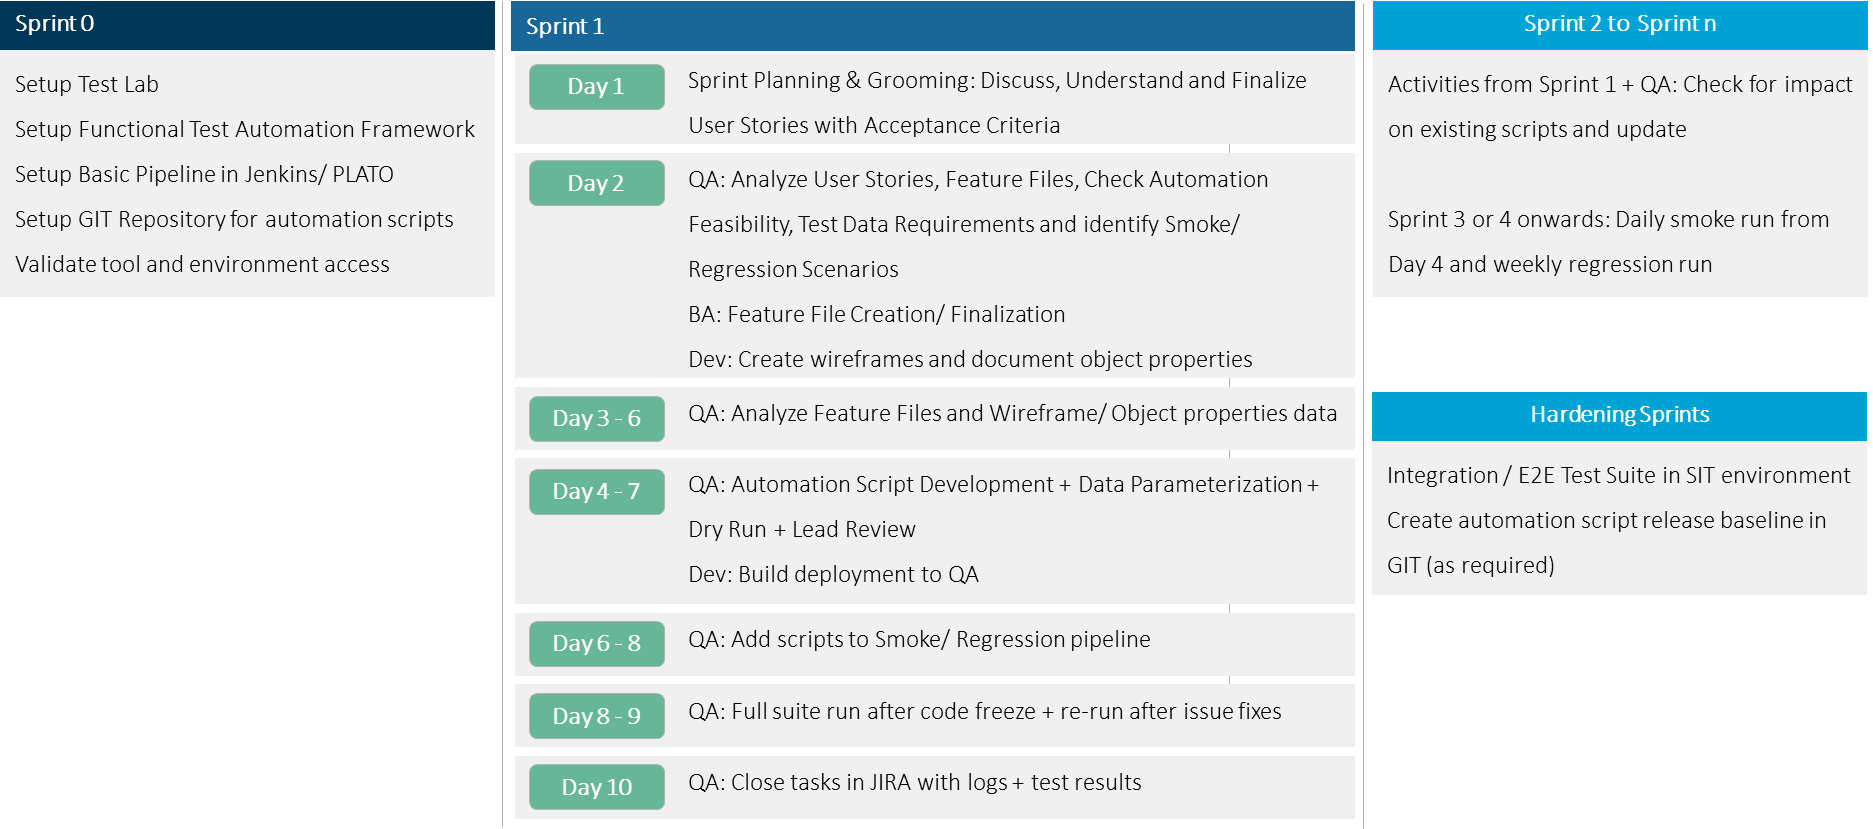 Sprint 0
Setup Test Lab
Setup Functional Test Automation Framework
Setup Basic Pipeline in Jenkins/ PLATO
Setup GIT Repository for automation scripts
Validate tool and environment access
Sprint 1
Day 1
Sprint Planning & Grooming: Discuss, Understand and Finalize
User Stories with Acceptance Criteria
Day 2
QA: Analyze User Stories, Feature Files, Check Automation
Feasibility, Test Data Requirements and identify Smoke/
Regression Scenarios
BA: Feature File Creation/ Finalization
Dev: Create wireframes and document object properties
Day 3 - 6
QA: Analyze Feature Files and Wireframe/ Object properties data
Day 4 - 7
QA: Automation Script Development + Data Parameterization +
Dry Run + Lead Review
Dev: Build deployment to QA
Day 6 - 8
QA: Add scripts to Smoke/ Regression pipeline
Day 8 - 9
QA: Full suite run after code freeze + re-run after issue fixes
Day 10
QA: Close tasks in JIRA with logs + test results
Sprint 2 to Sprint n
Activities from Sprint 1 + QA: Check for impact
on existing scripts and update
Sprint 3 or 4 onwards: Daily smoke run from
Day 4 and weekly regression run
Hardening Sprints
Integration / E2E Test Suite in SIT environment
Create automation script release baseline in
GIT (as required)